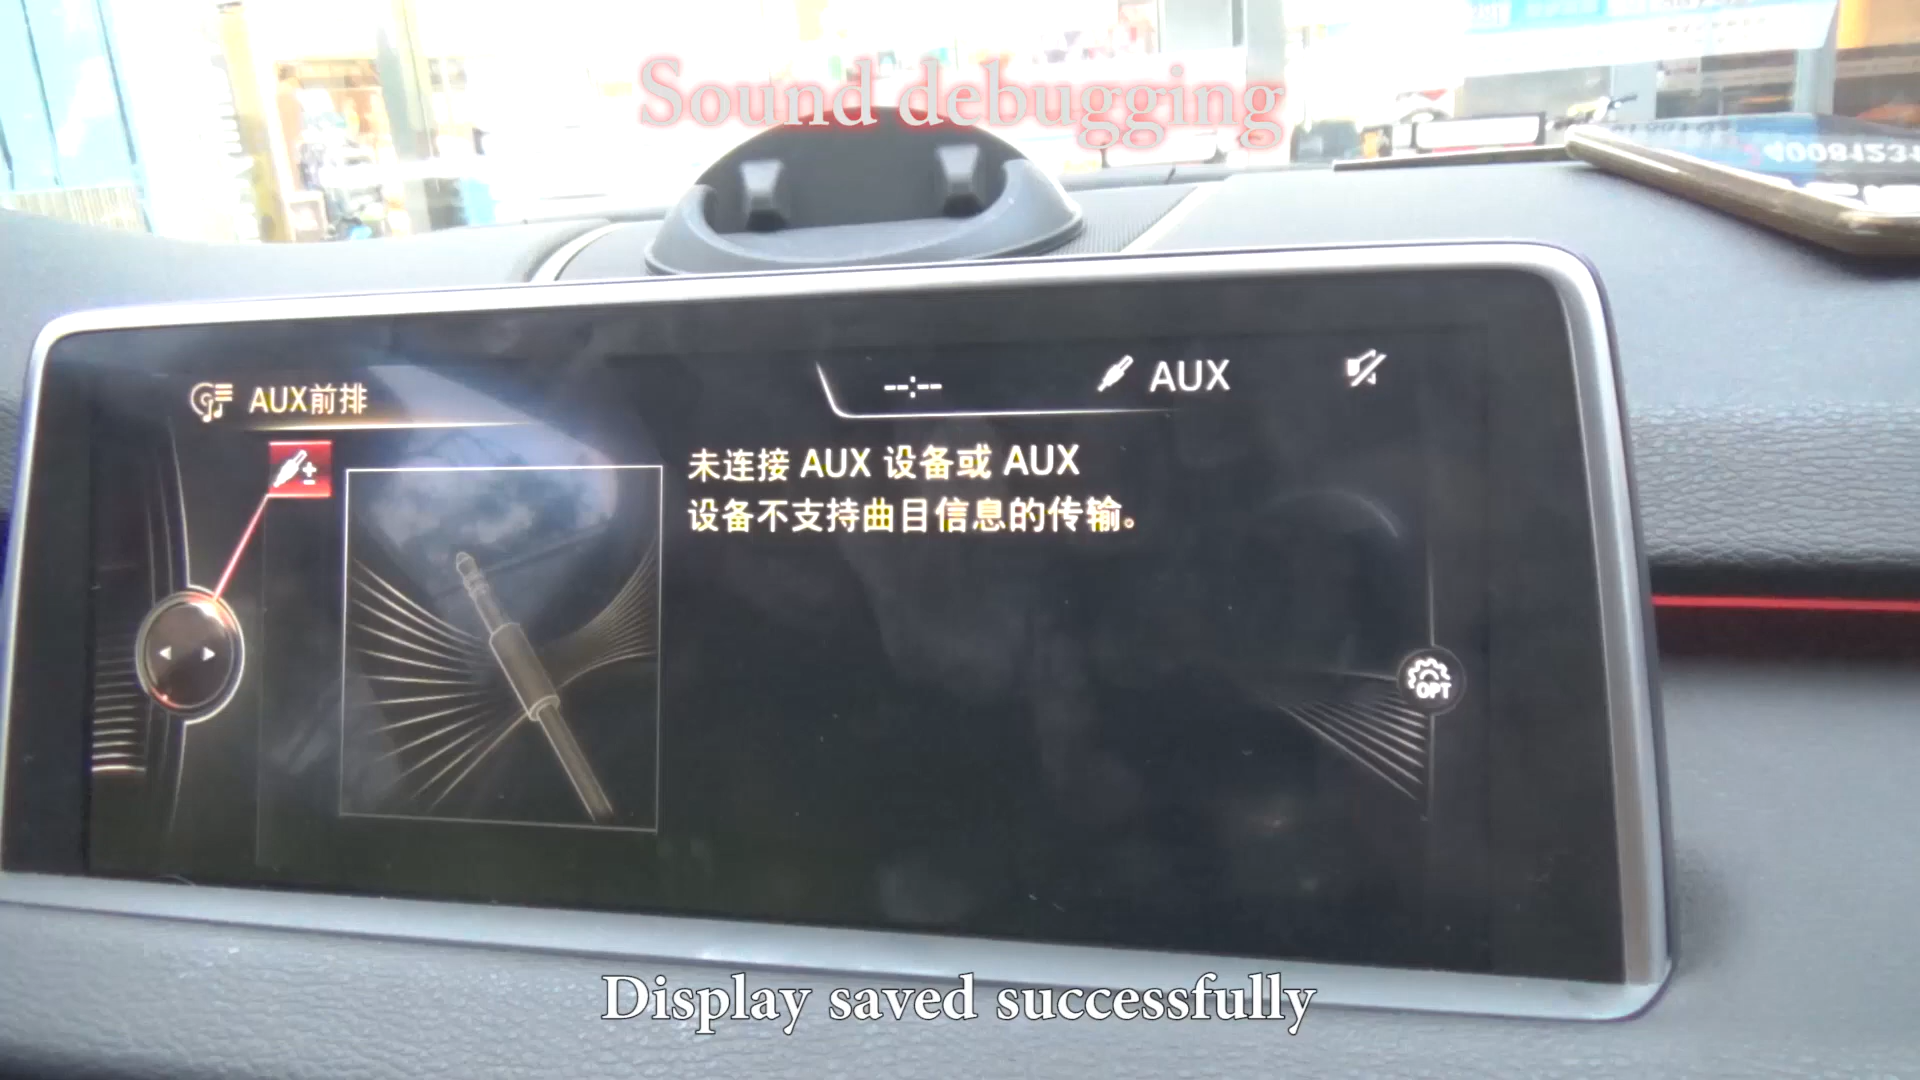 Sound debugging
40081231
AUX前排
--:--
AUX
未连接 AUX 设备或 AUX
设备不支持曲目信息的传输。
OPT
Display saved successfully